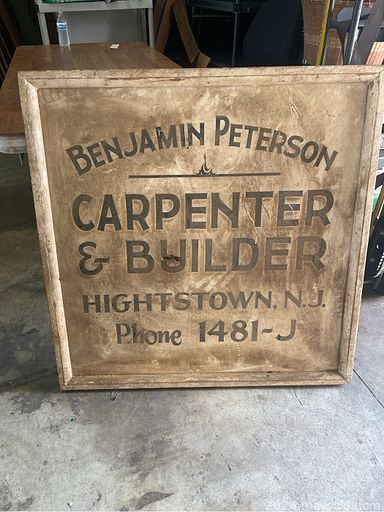 BENJAMIN PETERSON
CARPENTER
& BUILDER
HIGHTSTOWN, N.J.
Phone 1481-J